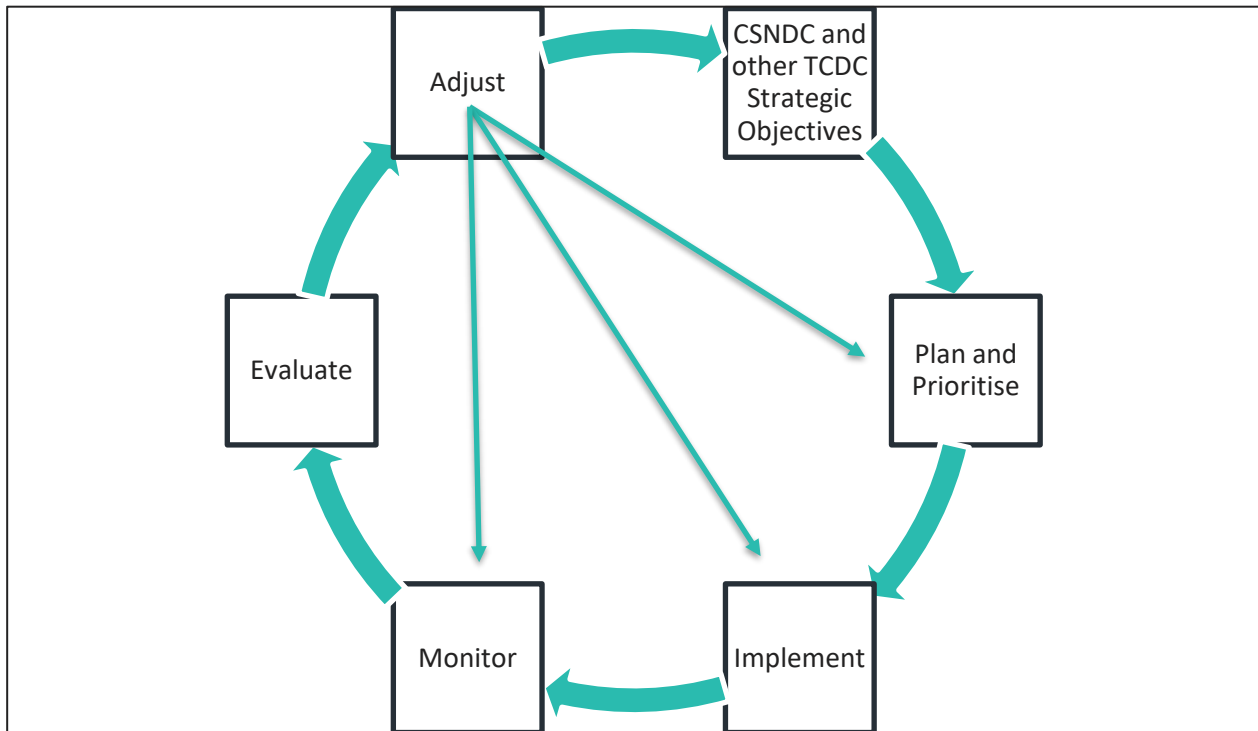 Adjust
CSNDC and
other TCDC
Strategic
Objectives
Plan and
Prioritise
Implement
Monitor
Evaluate